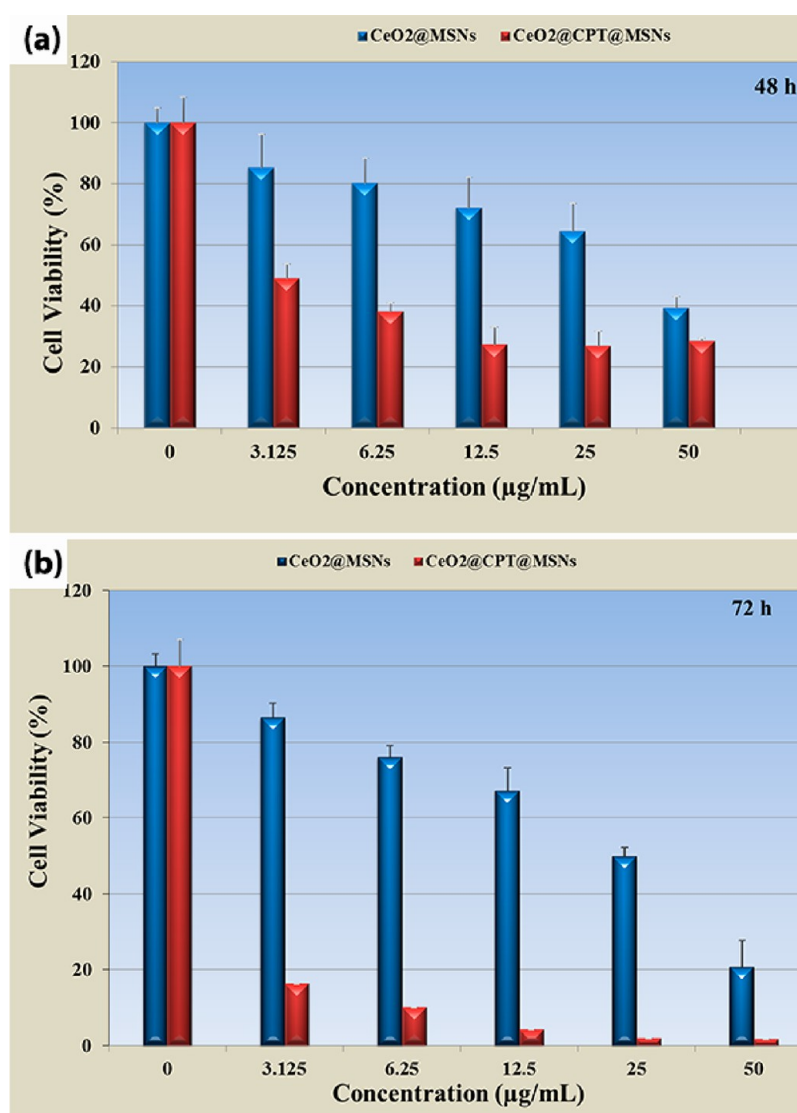 (a)
CeO2@MSNs CeO2@CPT@MSNs
48 h
120
100
80
60
40
20
0
Cell Viability (%)
0 3.125 6.25 12.5 25 50
Concentration (µg/mL)
(b)
CeO2@MSNs CeO2@CPT@MSNs
72 h
120
100
80
60
40
20
0
Cell Viability (%)
0 3.125 6.25 12.5 25 50
Concentration (µg/mL)